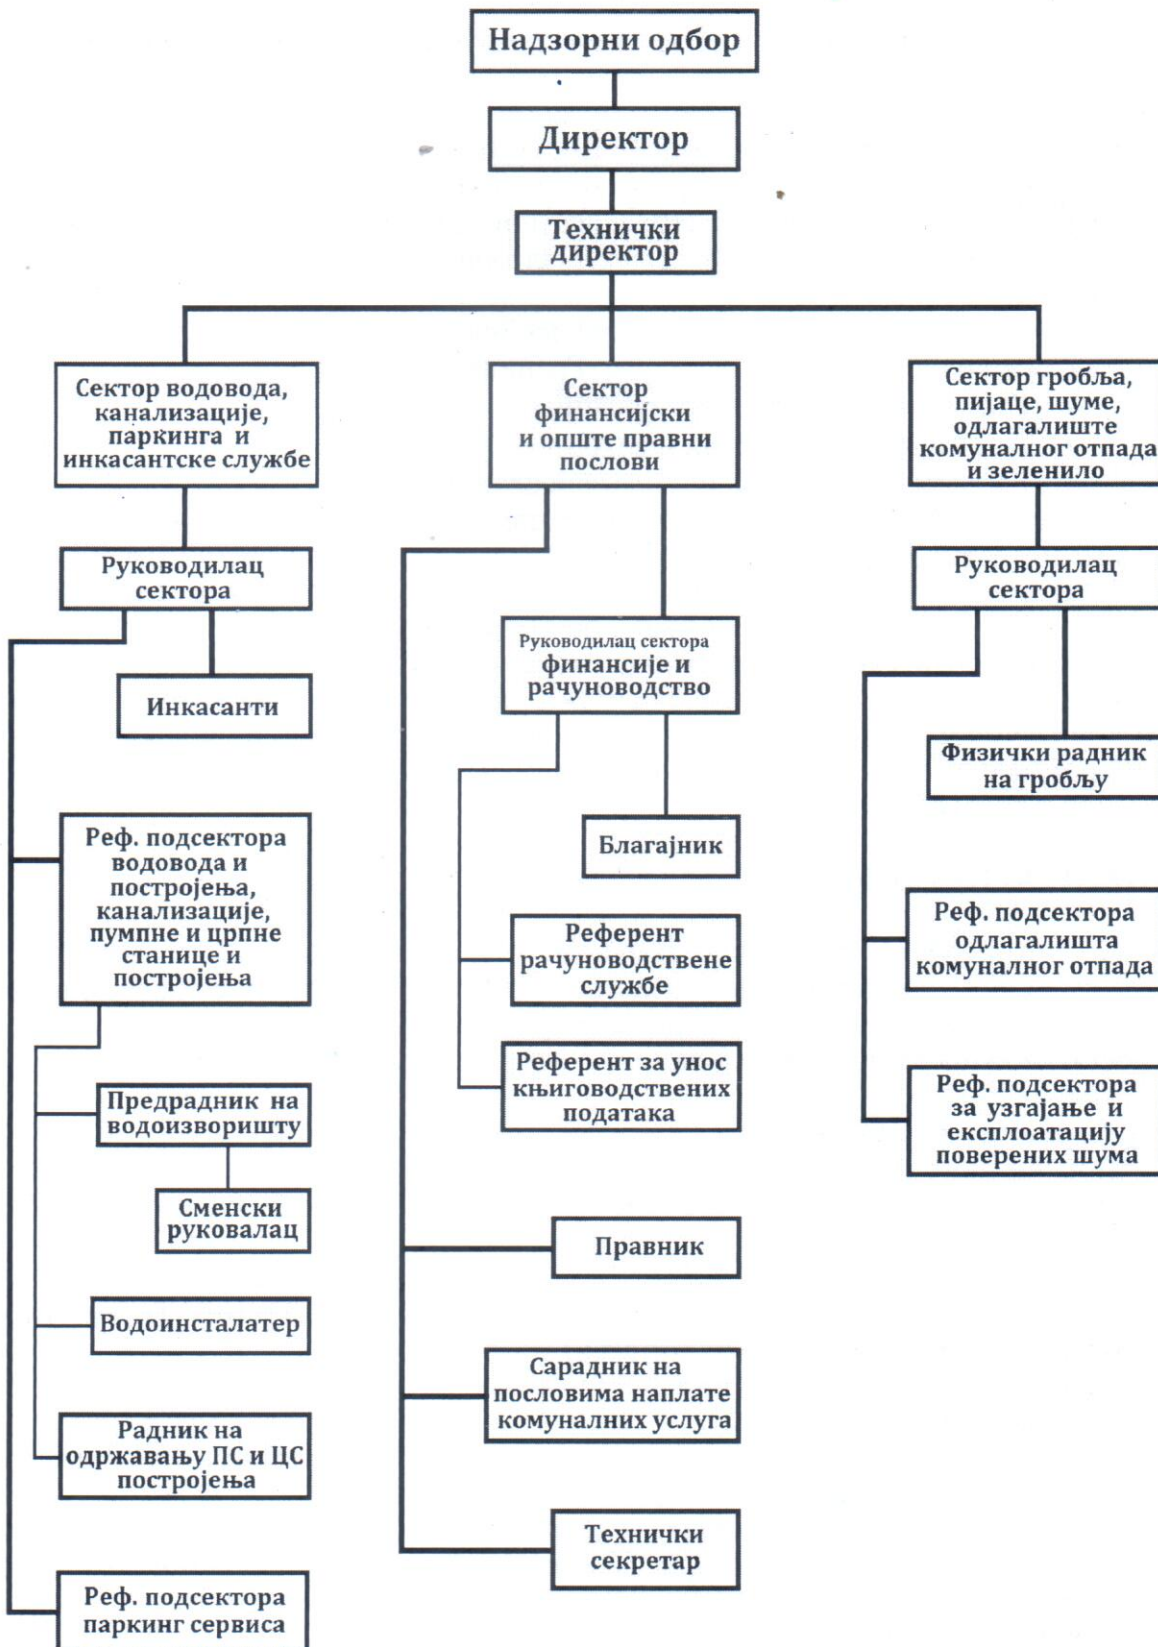 Надзорни одбор
Директор
Технички
директор
Сектор водовода,
канализације,
паркинга и
инкасантске службе
Руководилац
сектора
Инкасанти
Реф. подсектора
водовода и
постројења,
канализације,
пумпне и црпне
станице и
постројења
Предрадник на
водоизворишту
Сменски
руковалац
Водоинсталатер
Радник на
одржавању ПС и ЦС
постројења
Реф. подсектора
паркинг сервиса
Сектор
финансијски
и опште правни
послови
Руководилац сектора
финансије и
рачуноводство
Благајник
Референт
рачуноводствене
службе
Референт за унос
књиговодствених
података
Правник
Сарадник на
пословима наплате
комуналних услуга
Технички
секретар
Сектор гробља,
пијаце, шуме,
одлагалиште
комуналног отпада
и зеленило
Руководилац
сектора
Физички радник
на гробљу
Реф. подсектора
одлагалишта
комуналног отпада
Реф. подсектора
за узгајање и
експлоатацију
поверених шума